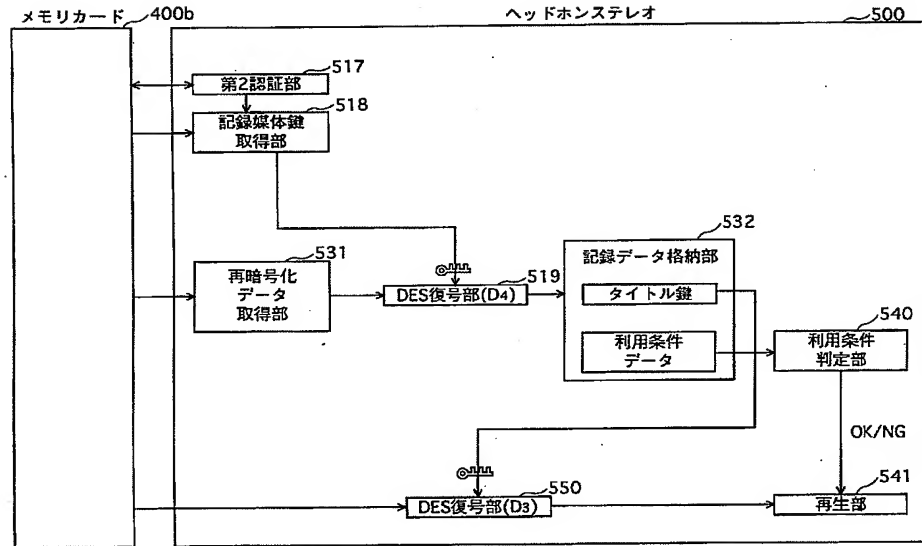 メモリカード
400b
ヘッドホンステレオ
500
517
第2認証部
518
記録媒体鍵
取得部
532
記録データ格納部
531
再暗号化
データ
取得部
519
DES復号部(D4)
タイトル鍵
540
利用条件
データ
利用条件
判定部
OK/NG
550
DES復号部(D3)
541
再生部